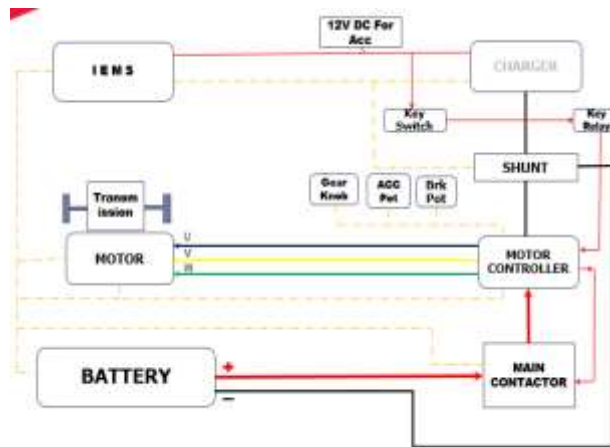 12V DC For
Acc
IEMS
CHARGER
Key
Switch
Key
Relay
SHUNT
Gear
Knob
ACC
Pot
Brk
Pot
Transm
ission
MOTOR
U
V
W
MOTOR
CONTROLLER
BATTERY
+
−
MAIN
CONTACTOR